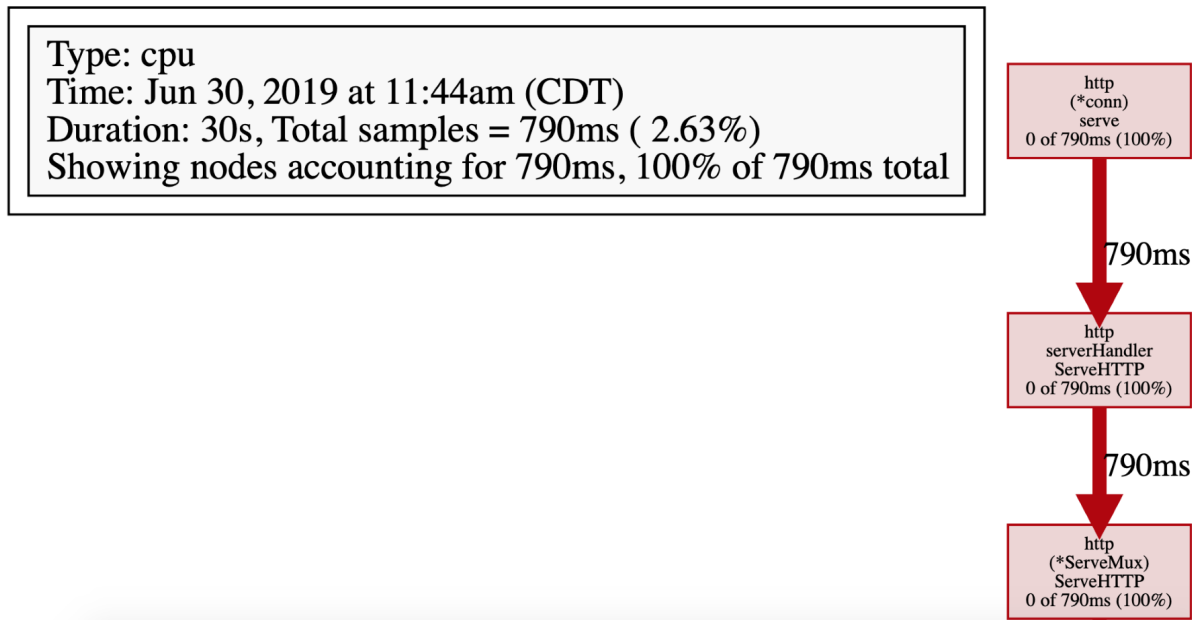 Type: cpu
Time: Jun 30, 2019 at 11:44am (CDT)
Duration: 30s, Total samples = 790ms ( 2.63%)
Showing nodes accounting for 790ms, 100% of 790ms total
http
(*conn)
serve
0 of 790ms (100%)
790ms
http
serverHandler
ServeHTTP
0 of 790ms (100%)
790ms
http
(*ServeMux)
ServeHTTP
0 of 790ms (100%)